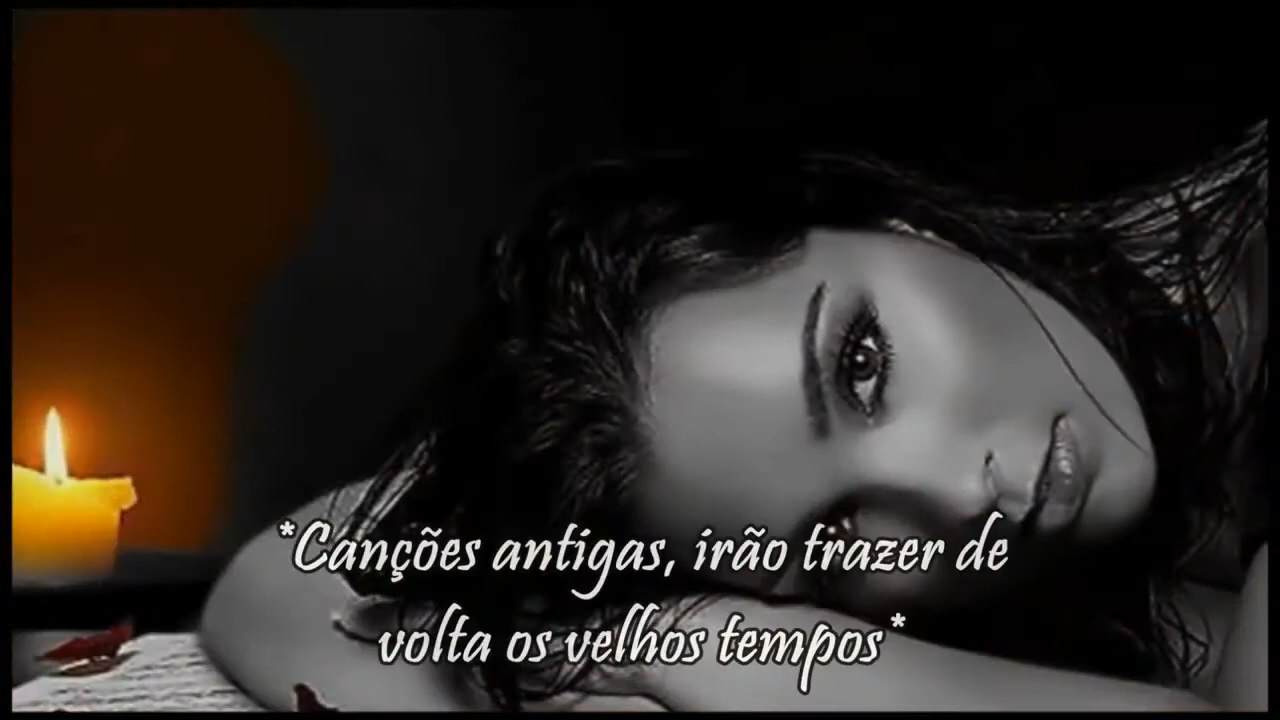 *Canções antigas, irão trazer de
volta os velhos tempos*